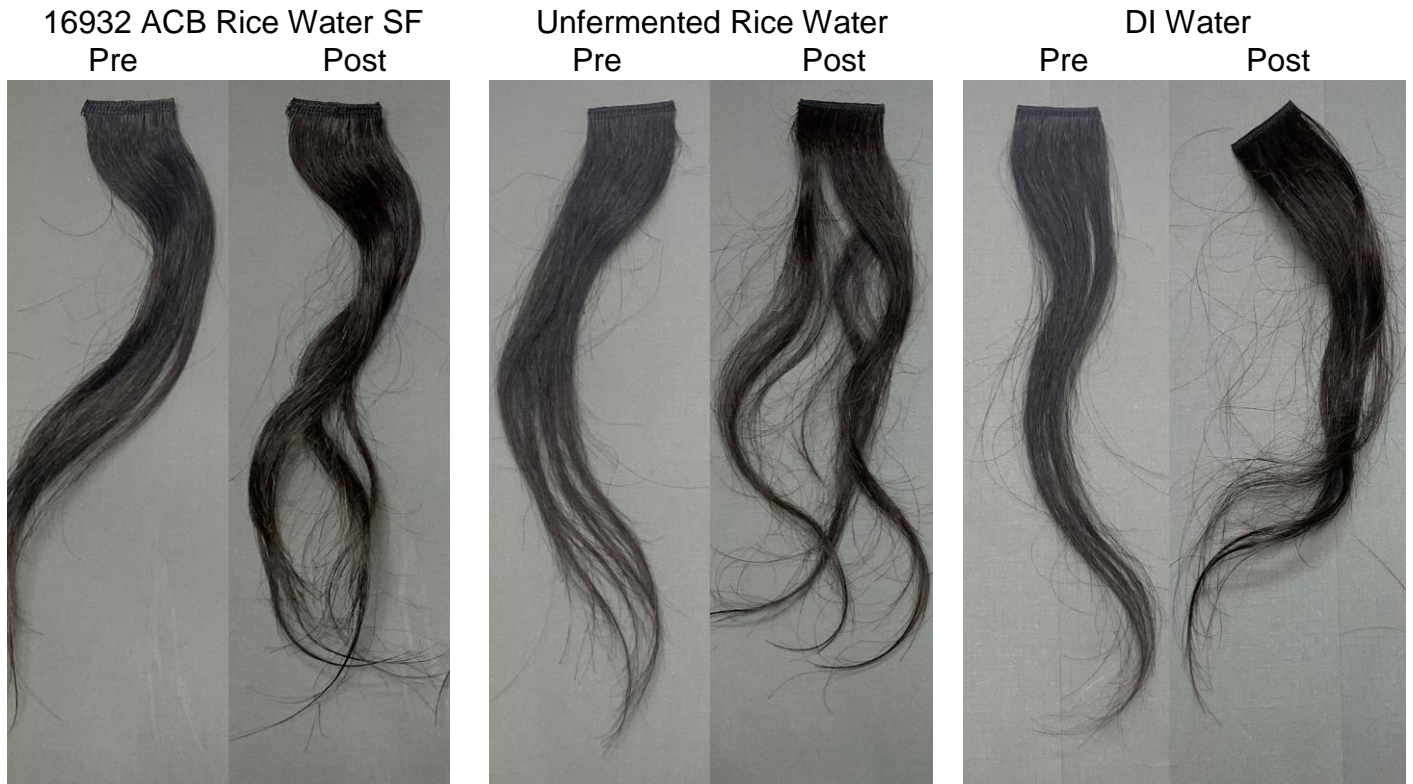 16932 ACB Rice Water SF
Pre Post
Unfermented Rice Water
Pre Post
DI Water
Pre Post